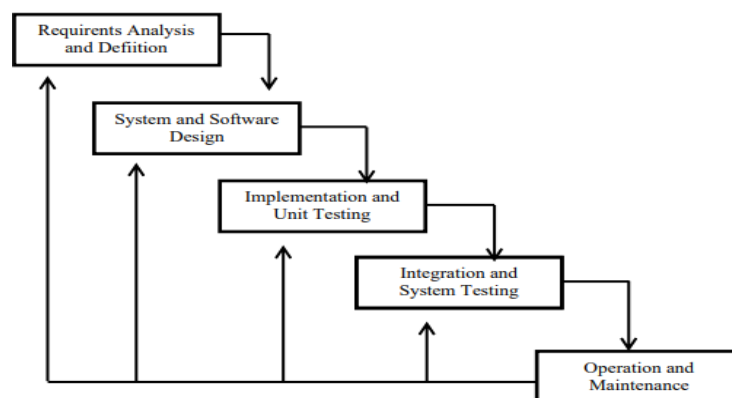 Requirents Analysis
and Defiition
System and Software
Design
Implementation and
Unit Testing
Integration and
System Testing
Operation and
Maintenance